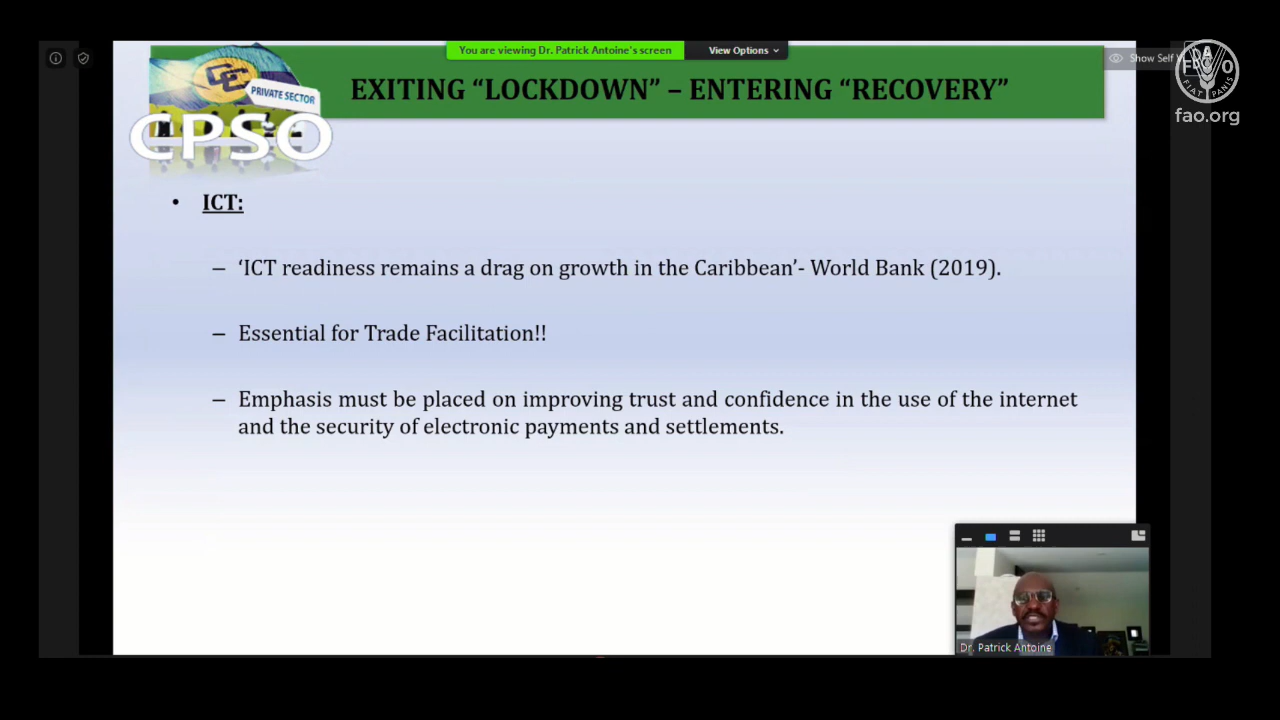 You are viewing Dr. Patrick Antoine's screen
View Options
Show Self
FAO
FIAT PANIS
fao.org
PRIVATE SECTOR
CPSO
EXITING “LOCKDOWN” – ENTERING “RECOVERY”
• ICT:
– ‘ICT readiness remains a drag on growth in the Caribbean’- World Bank (2019).
– Essential for Trade Facilitation!!
– Emphasis must be placed on improving trust and confidence in the use of the internet
and the security of electronic payments and settlements.
Dr. Patrick Antoine